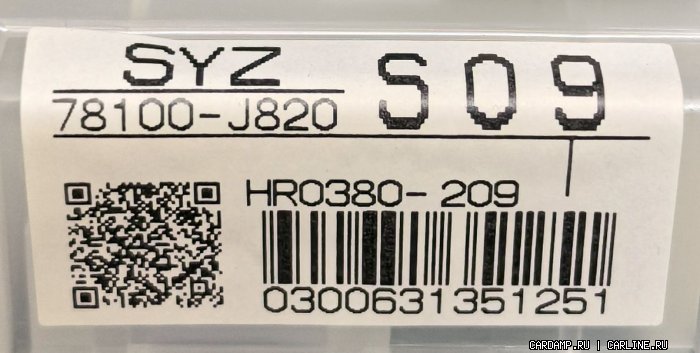 SYZ
S09
78100-J820
HR0380-209
0300631351251
CARDAMP.RU | CARLINE.RU